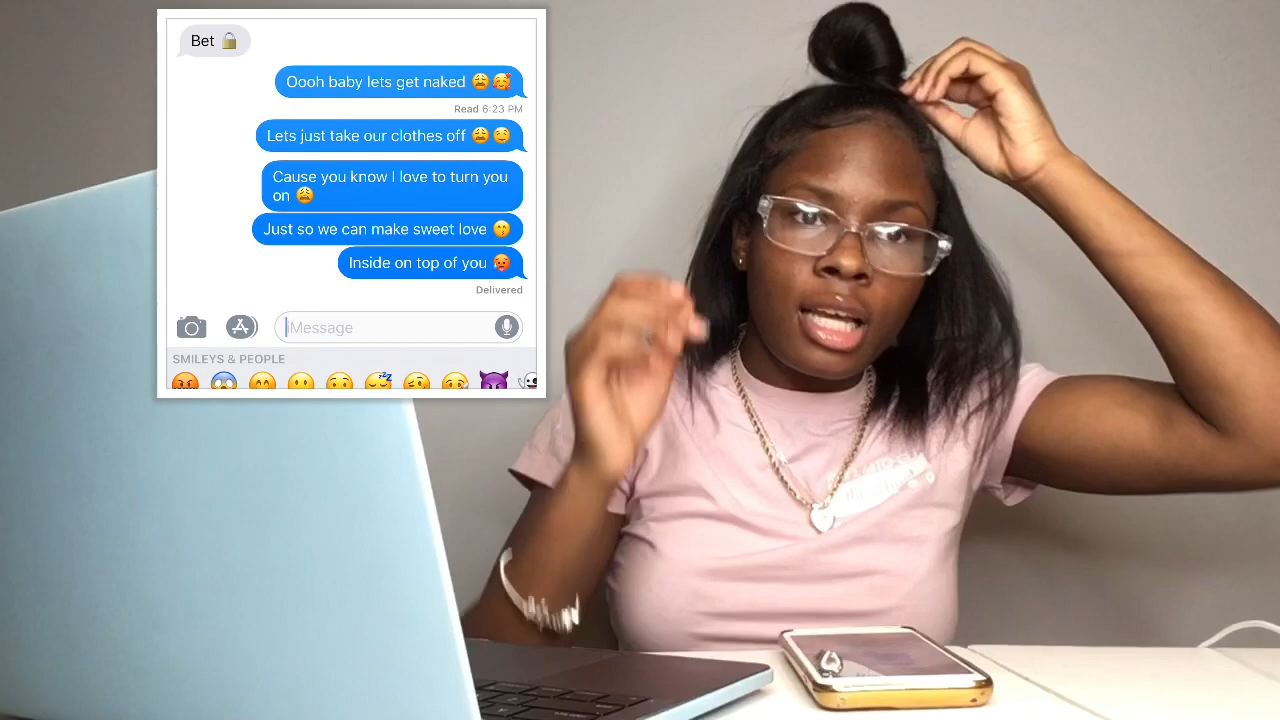 Bet 🔒
Oooh baby lets get naked 😩🥰
Read 6:23 PM
Lets just take our clothes off 😩☺️
Cause you know I love to turn you
on 😩
Just so we can make sweet love 😙
Inside on top of you 🥵
Delivered
iMessage
SMILEYS & PEOPLE